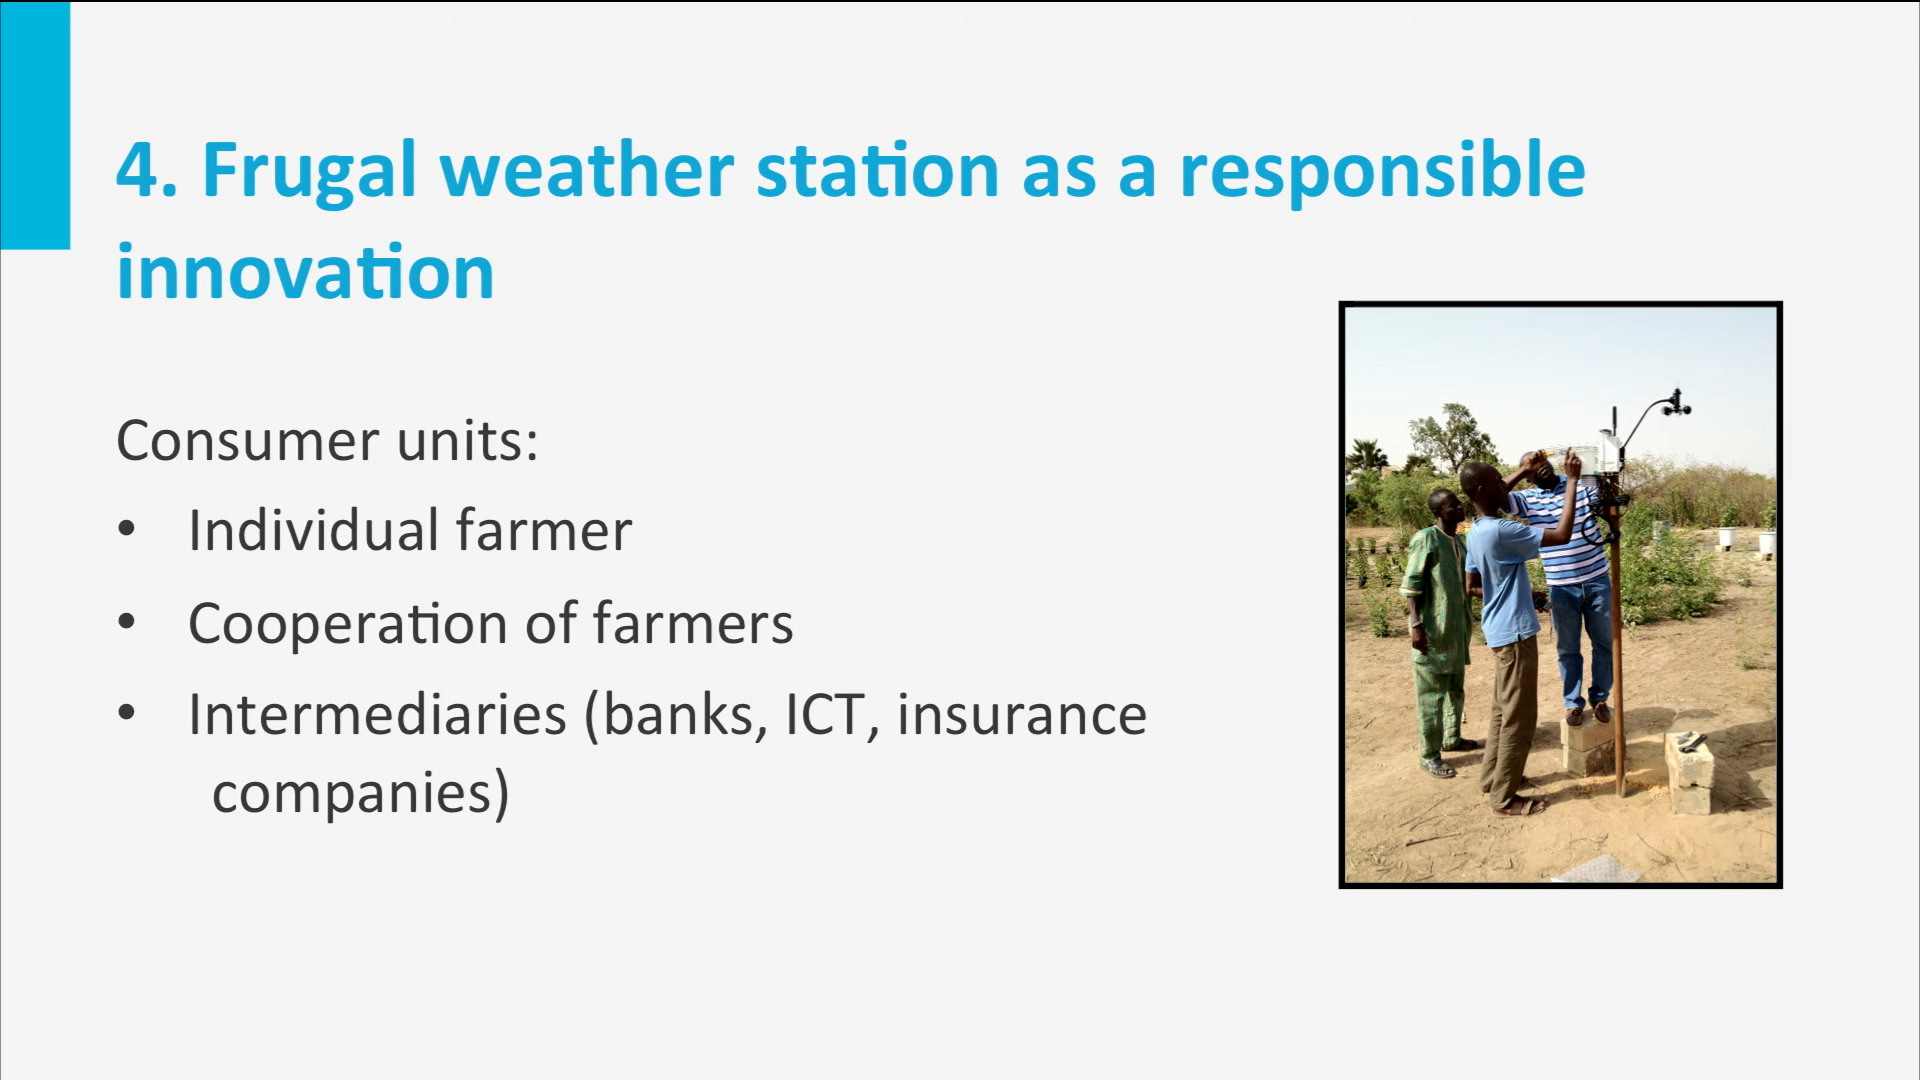 4. Frugal weather station as a responsible
innovation
Consumer units:
• Individual farmer
• Cooperation of farmers
• Intermediaries (banks, ICT, insurance
companies)